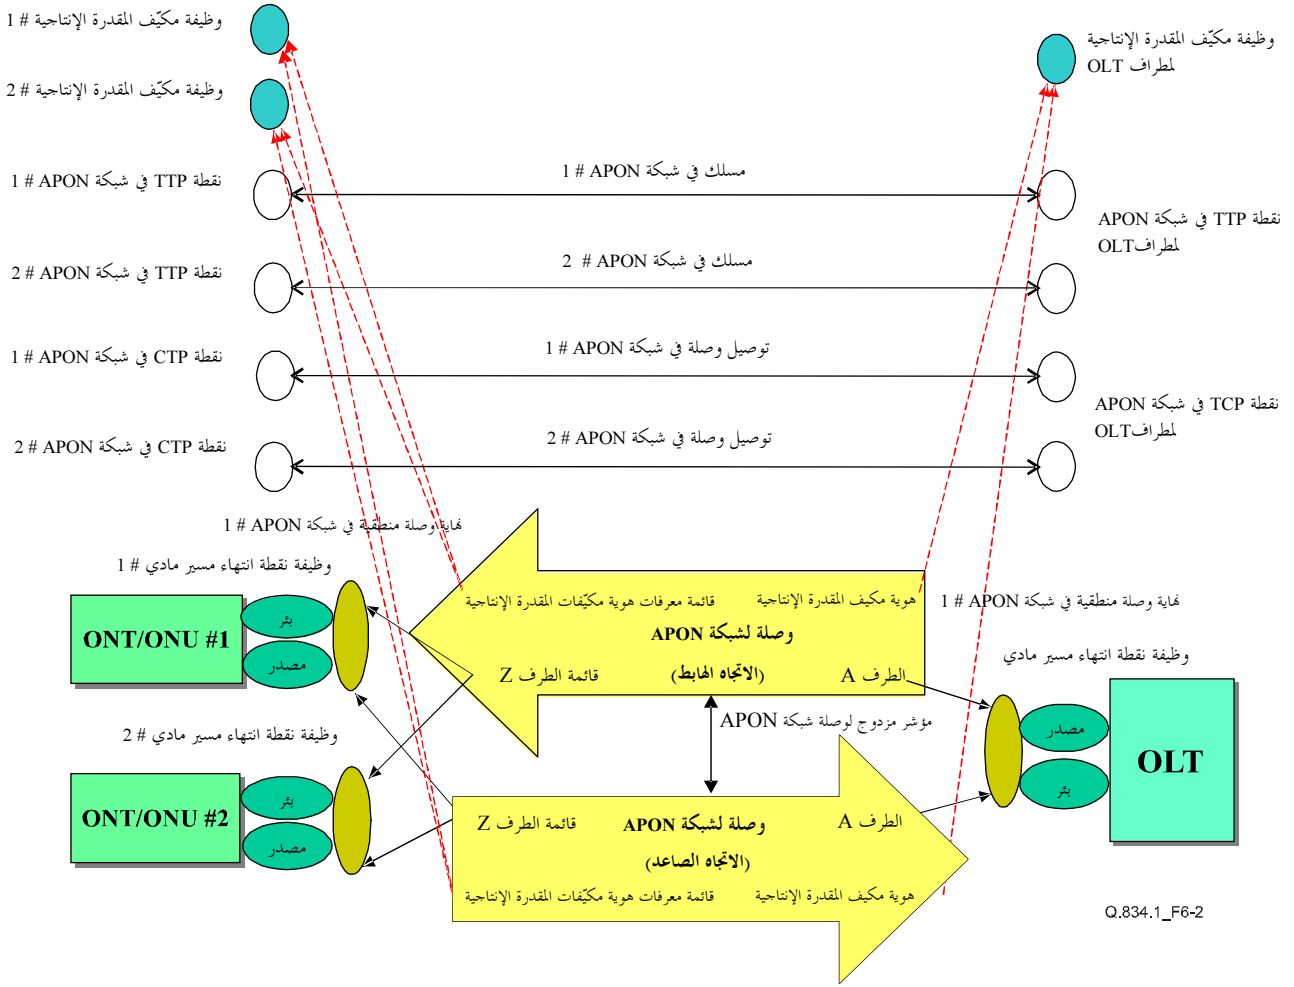 وظيفة مكيّف المقدرة الإنتاجية # 1
وظيفة مكيّف المقدرة الإنتاجية
لمطراف OLT
وظيفة مكيّف المقدرة الإنتاجية # 2
مسلك في شبكة APON # 1
نقطة TTP في شبكة APON # 1
نقطة TTP في شبكة APON
لمطرافOLT
مسلك في شبكة APON # 2
نقطة TTP في شبكة APON # 2
توصيل وصلة في شبكة APON # 1
نقطة CTP في شبكة APON # 1
نقطة TCP في شبكة APON
لمطرافOLT
توصيل وصلة في شبكة APON # 2
نقطة CTP في شبكة APON # 2
نهاية وصلة منطقية في شبكة APON # 1
وظيفة نقطة انتهاء مسير مادي # 1
هوية مكيف المقدرة الإنتاجية
قائمة معرفات هوية مكيّفات المقدرة الإنتاجية
نهاية وصلة منطقية في شبكة APON # 1
وصلة لشبكة APON
(الاتجاه الهابط)
الطرف A
قائمة الطرف Z
ONT/ONU #1
بئر
مصدر
وظيفة نقطة انتهاء مسير مادي
مؤشر مزدوج لوصلة شبكة APON
وظيفة نقطة انتهاء مسير مادي # 2
مصدر
بئر
OLT
ONT/ONU #2
بئر
مصدر
الطرف A
وصلة لشبكة APON
قائمة الطرف Z
(الاتجاه الصاعد)
هوية مكيف المقدرة الإنتاجية
قائمة معرفات هوية مكيّفات المقدرة الإنتاجية
Q.834.1_F6-2